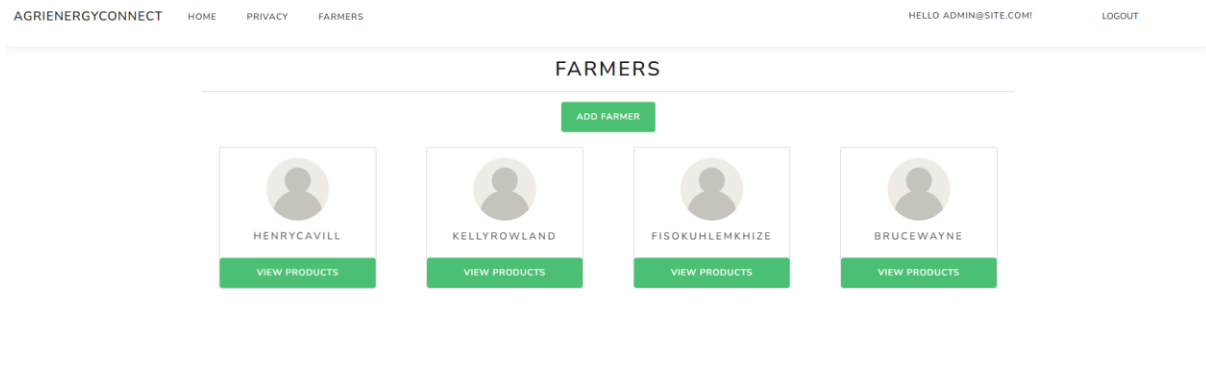 AGRIENERGYCONNECT HOME PRIVACY FARMERS HELLO ADMIN@SITE.COM! LOGOUT
FARMERS
ADD FARMER
HENRYCAVILL KELLYROWLAND FISOKUHLEMKHIZE BRUCEWAYNE
VIEW PRODUCTS VIEW PRODUCTS VIEW PRODUCTS VIEW PRODUCTS